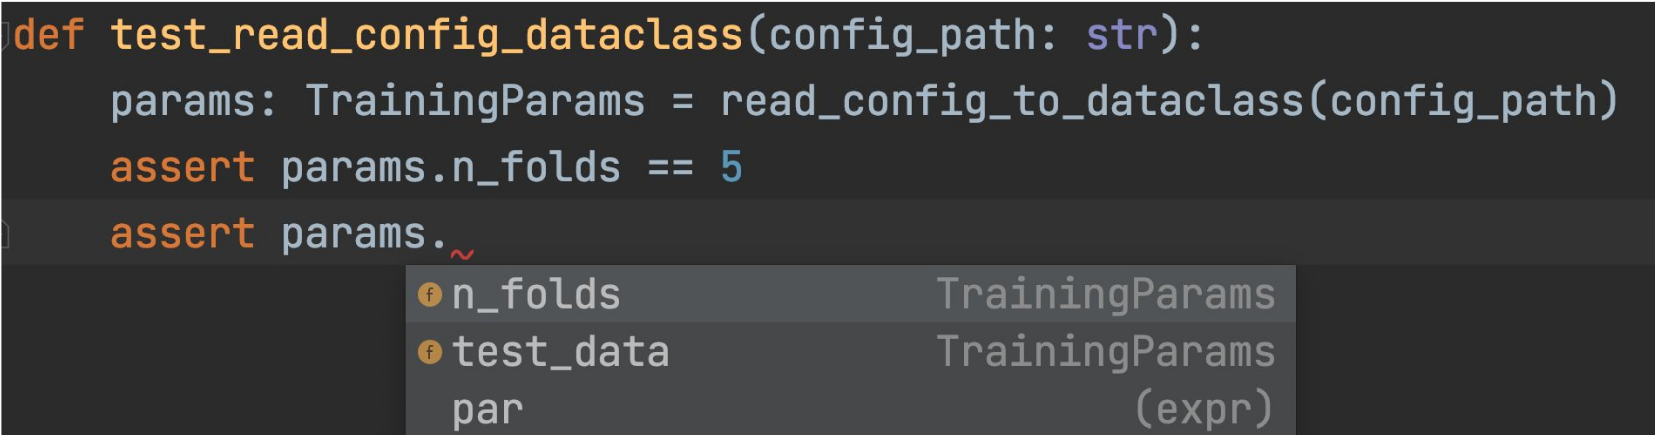 def test_read_config_dataclass(config_path: str):
    params: TrainingParams = read_config_to_dataclass(config_path)
    assert params.n_folds == 5
    assert params.
f n_folds TrainingParams
f test_data TrainingParams
par (expr)